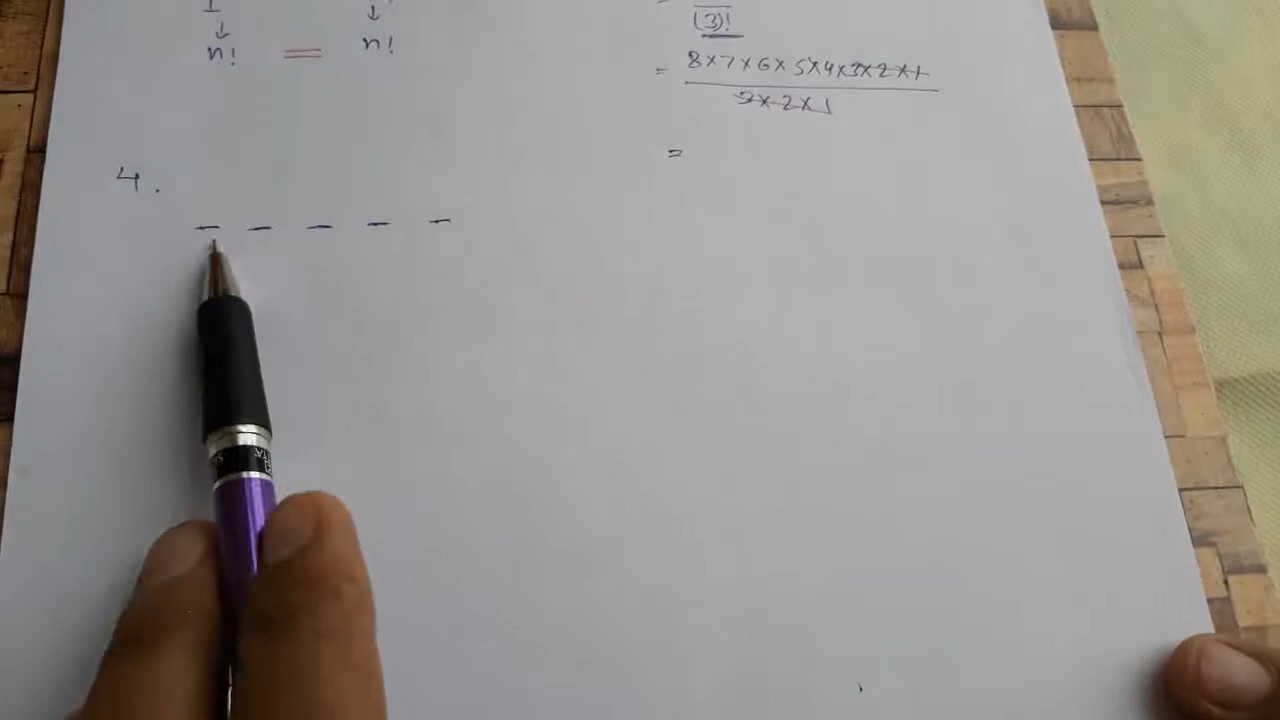 n! = n!
(3)!
= 8×7×6×5×4×3×2×1
3×2×1
=
4.
_ _ _ _ _